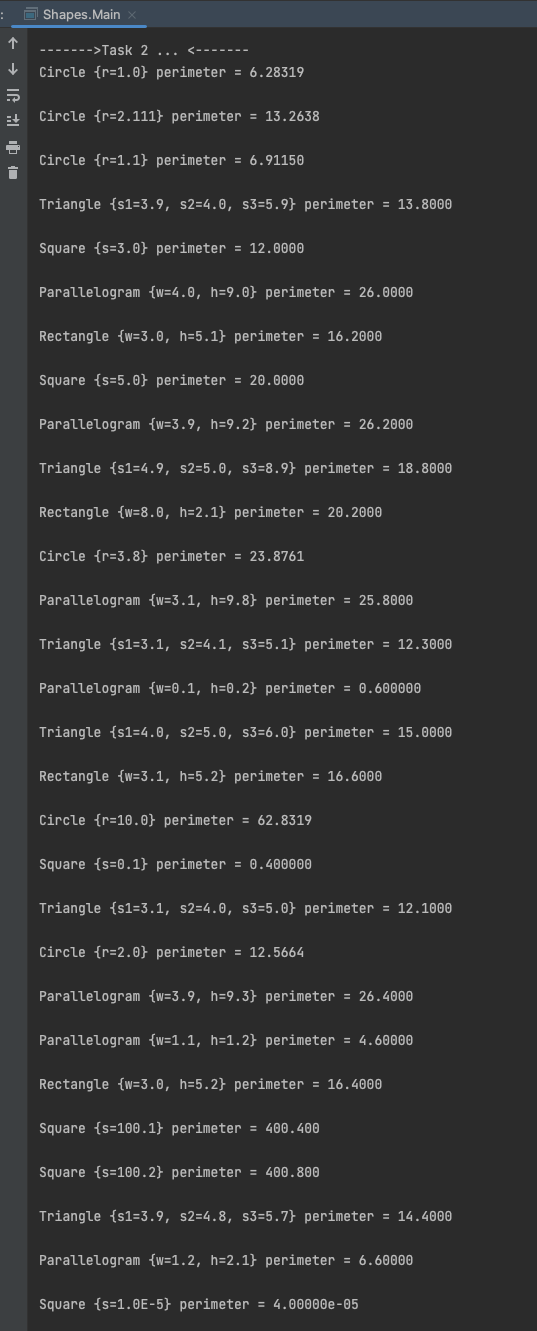 :
Shapes.Main
------->Task 2 ... <-------
Circle {r=1.0} perimeter = 6.28319
Circle {r=2.111} perimeter = 13.2638
Circle {r=1.1} perimeter = 6.91150
Triangle {s1=3.9, s2=4.0, s3=5.9} perimeter = 13.8000
Square {s=3.0} perimeter = 12.0000
Parallelogram {w=4.0, h=9.0} perimeter = 26.0000
Rectangle {w=3.0, h=5.1} perimeter = 16.2000
Square {s=5.0} perimeter = 20.0000
Parallelogram {w=3.9, h=9.2} perimeter = 26.2000
Triangle {s1=4.9, s2=5.0, s3=8.9} perimeter = 18.8000
Rectangle {w=8.0, h=2.1} perimeter = 20.2000
Circle {r=3.8} perimeter = 23.8761
Parallelogram {w=3.1, h=9.8} perimeter = 25.8000
Triangle {s1=3.1, s2=4.1, s3=5.1} perimeter = 12.3000
Parallelogram {w=0.1, h=0.2} perimeter = 0.600000
Triangle {s1=4.0, s2=5.0, s3=6.0} perimeter = 15.0000
Rectangle {w=3.1, h=5.2} perimeter = 16.6000
Circle {r=10.0} perimeter = 62.8319
Square {s=0.1} perimeter = 0.400000
Triangle {s1=3.1, s2=4.0, s3=5.0} perimeter = 12.1000
Circle {r=2.0} perimeter = 12.5664
Parallelogram {w=3.9, h=9.3} perimeter = 26.4000
Parallelogram {w=1.1, h=1.2} perimeter = 4.60000
Rectangle {w=3.0, h=5.2} perimeter = 16.4000
Square {s=100.1} perimeter = 400.400
Square {s=100.2} perimeter = 400.800
Triangle {s1=3.9, s2=4.8, s3=5.7} perimeter = 14.4000
Parallelogram {w=1.2, h=2.1} perimeter = 6.60000
Square {s=1.0E-5} perimeter = 4.00000e-05